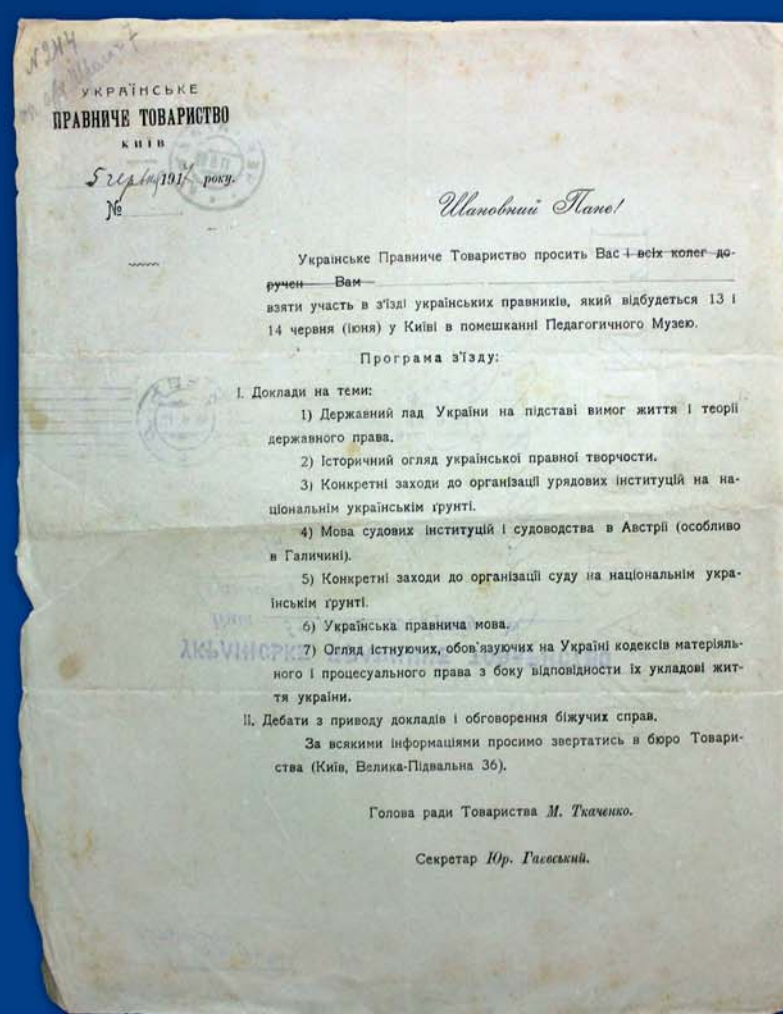 № 244
УКРАЇНСЬКЕ
ПРАВНИЧЕ ТОВАРИСТВО
КИЇВ
5 червня 1917 року.
№
Шановний Пане!
Українське Правниче Товариство просить Вас і всіх колег до-
ручен Вам
взяти участь в з'їзді українських правників, який відбудеться 13 і
14 червня (іюня) у Київі в помешканні Педагогичного Музею.
Програма з'їзду:
I. Доклади на теми:
1) Державний лад України на підставі вимог життя і теорії
державного права.
2) Історичний огляд української правної творчости.
3) Конкретні заходи до організації урядових інституцій на на-
ціональнім українськім ґрунті.
4) Мова судових інституцій і судоводства в Австрії (особливо
в Галичині).
5) Конкретні заходи до організації суду на національнім укра-
їнськім ґрунті.
6) Українська правнича мова.
7) Огляд істнуючих, обов'язуючих на Україні кодексів матеріяль-
ного і процесуального права з боку відповідности їх укладові жит-
тя україни.
II. Дебати з приводу докладів і обговорення біжучих справ.
За всякими інформаціями просимо звертатись в бюро Товари-
ства (Київ, Велика-Підвальна 36).
Голова ради Товариства М. Ткаченко.
Секретар Юр. Гаєвський.